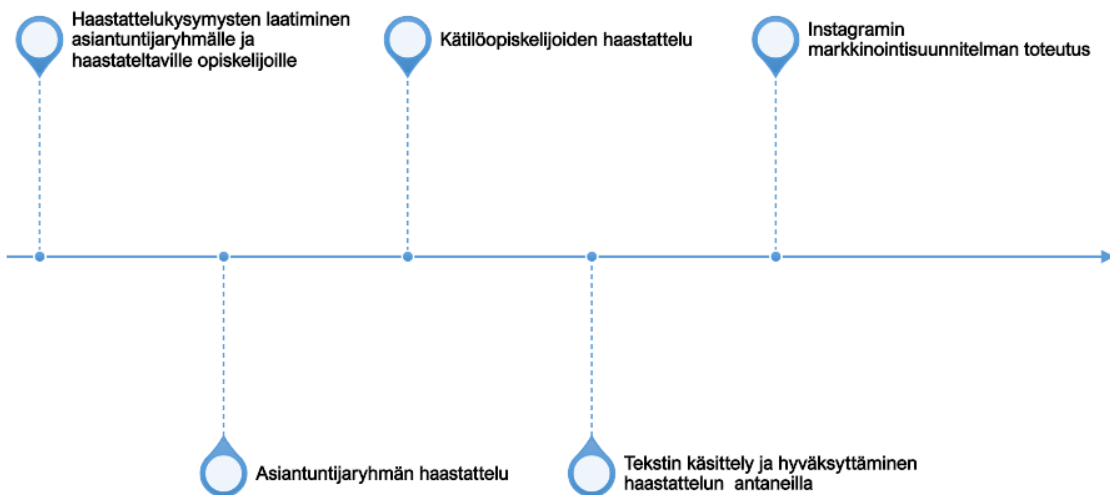 Haastattelukysymysten laatiminen
asiantuntijaryhmälle ja
haastateltaville opiskelijoille
Asiantuntijaryhmän haastattelu
Kätilöopiskelijoiden haastattelu
Tekstin käsittely ja hyväksyttäminen
haastattelun antaneilla
Instagramin
markkinointisuunnitelman toteutus